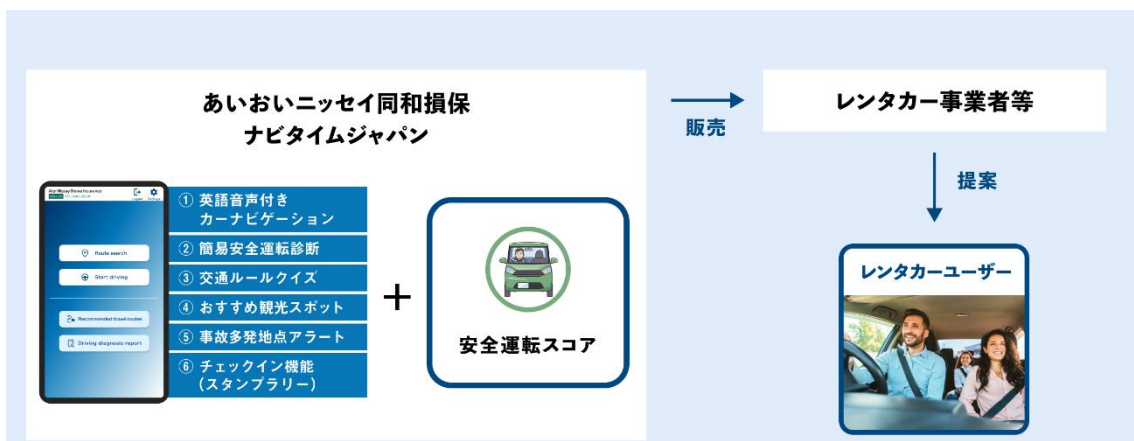 あいおいニッセイ同和損保
ナビタイムジャパン
Aioi Nissay Dowa Insurance
Logout Settings
Route search
Start driving
Recommended travel routes
Driving diagnosis report
① 英語音声付き
カーナビゲーション
② 簡易安全運転診断
③ 交通ルールクイズ
④ おすすめ観光スポット
⑤ 事故多発地点アラート
⑥ チェックイン機能
(スタンプラリー)
+
安全運転スコア
販売
レンタカー事業者等
提案
レンタカーユーザー